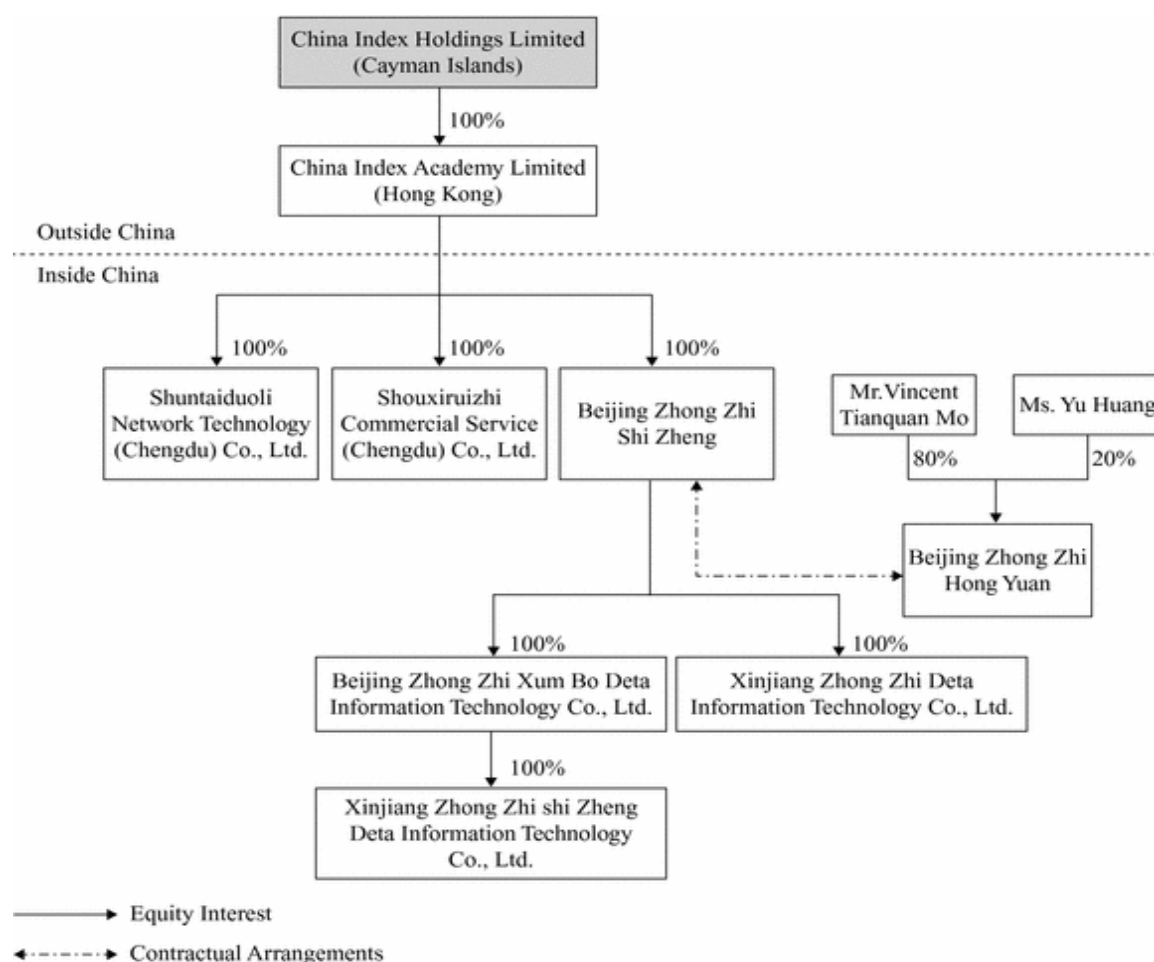 China Index Holdings Limited
(Cayman Islands)
100%
China Index Academy Limited
(Hong Kong)
Outside China
Inside China
100%
100%
100%
Shuntaiduoli
Network Technology
(Chengdu) Co., Ltd.
Shouxiruizhi
Commercial Service
(Chengdu) Co., Ltd.
Beijing Zhong Zhi
Shi Zheng
Mr.Vincent
Tianquan Mo
Ms. Yu Huang
80%
20%
Beijing Zhong Zhi
Hong Yuan
100%
100%
Beijing Zhong Zhi Xum Bo Deta
Information Technology Co., Ltd.
Xinjiang Zhong Zhi Deta
Information Technology Co., Ltd.
100%
Xinjiang Zhong Zhi shi Zheng
Deta Information Technology
Co., Ltd.
Equity Interest
Contractual Arrangements